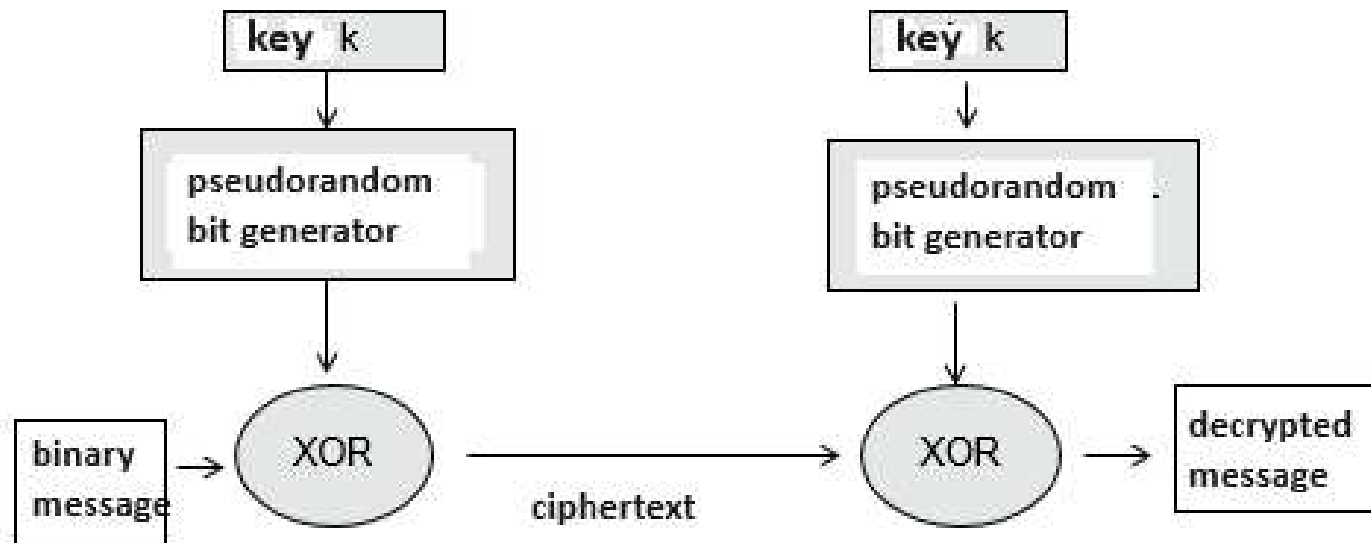 key k
key k
pseudorandom
bit generator
pseudorandom
bit generator
binary
message
XOR
ciphertext
XOR
decrypted
message